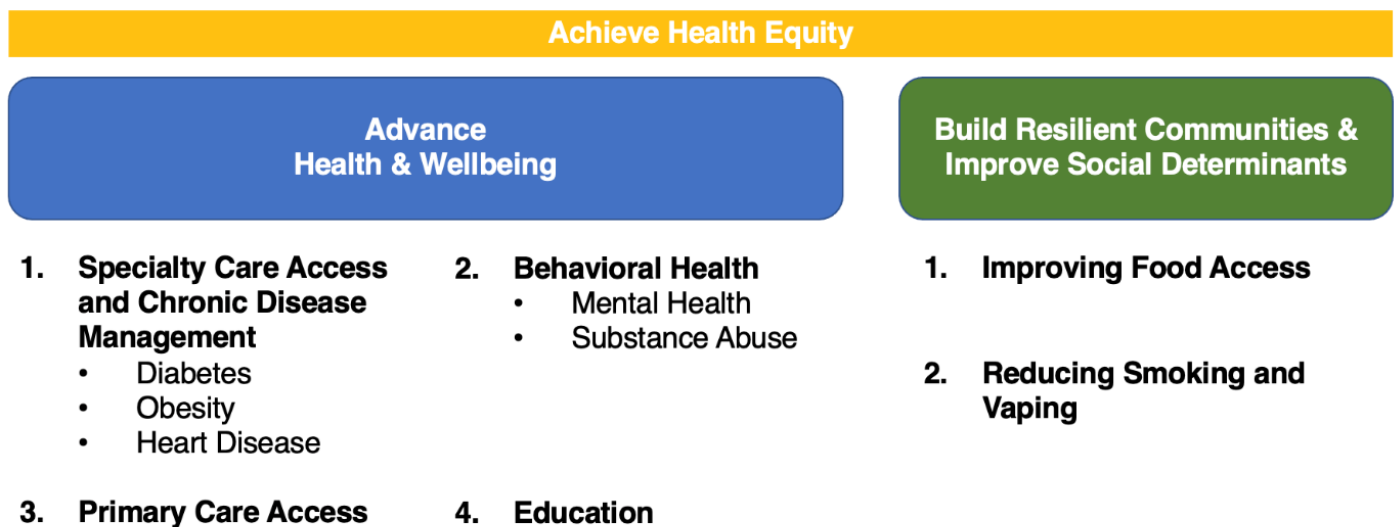 Achieve Health Equity
Advance
Health & Wellbeing
Build Resilient Communities &
Improve Social Determinants
1. Specialty Care Access
and Chronic Disease
Management
• Diabetes
• Obesity
• Heart Disease
2. Behavioral Health
• Mental Health
• Substance Abuse
3. Primary Care Access
4. Education
1. Improving Food Access
2. Reducing Smoking and
Vaping